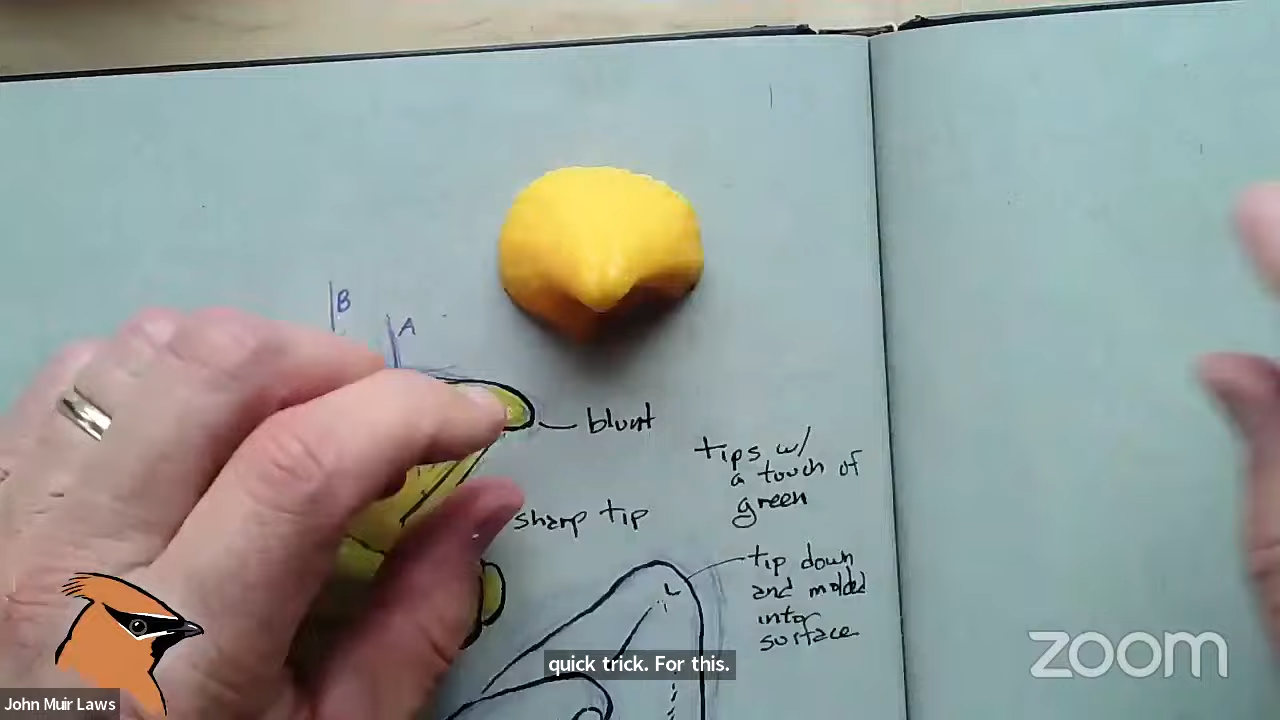 B
A
blunt
tips w/
a touch of
green
sharp tip
tip down
and molded
into
surface
quick trick. For this.
zoom
John Muir Laws